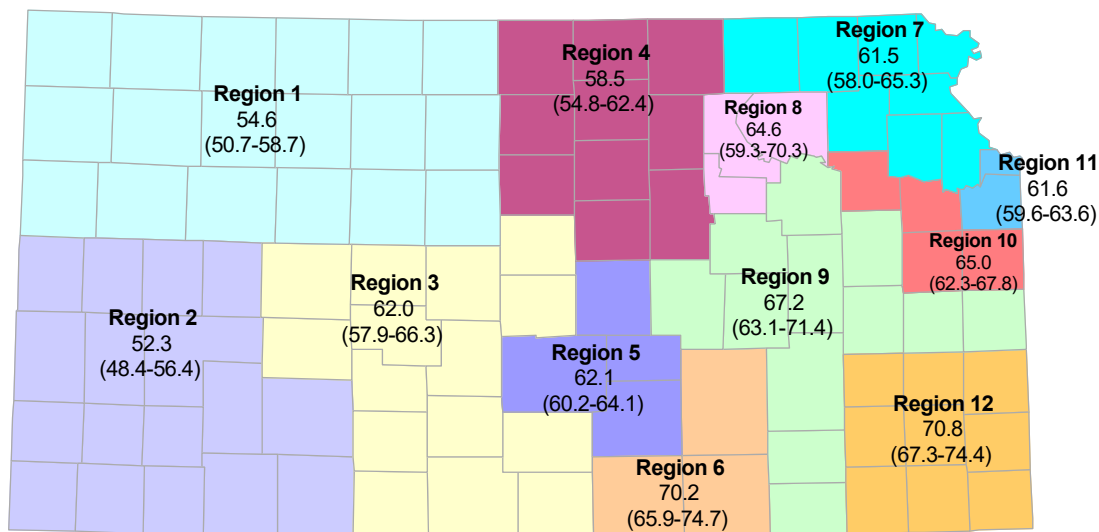 Region 1
54.6
(50.7-58.7)
Region 4
58.5
(54.8-62.4)
Region 7
61.5
(58.0-65.3)
Region 8
64.6
(59.3-70.3)
Region 11
61.6
(59.6-63.6)
Region 2
52.3
(48.4-56.4)
Region 3
62.0
(57.9-66.3)
Region 5
62.1
(60.2-64.1)
Region 9
67.2
(63.1-71.4)
Region 10
65.0
(62.3-67.8)
Region 6
70.2
(65.9-74.7)
Region 12
70.8
(67.3-74.4)